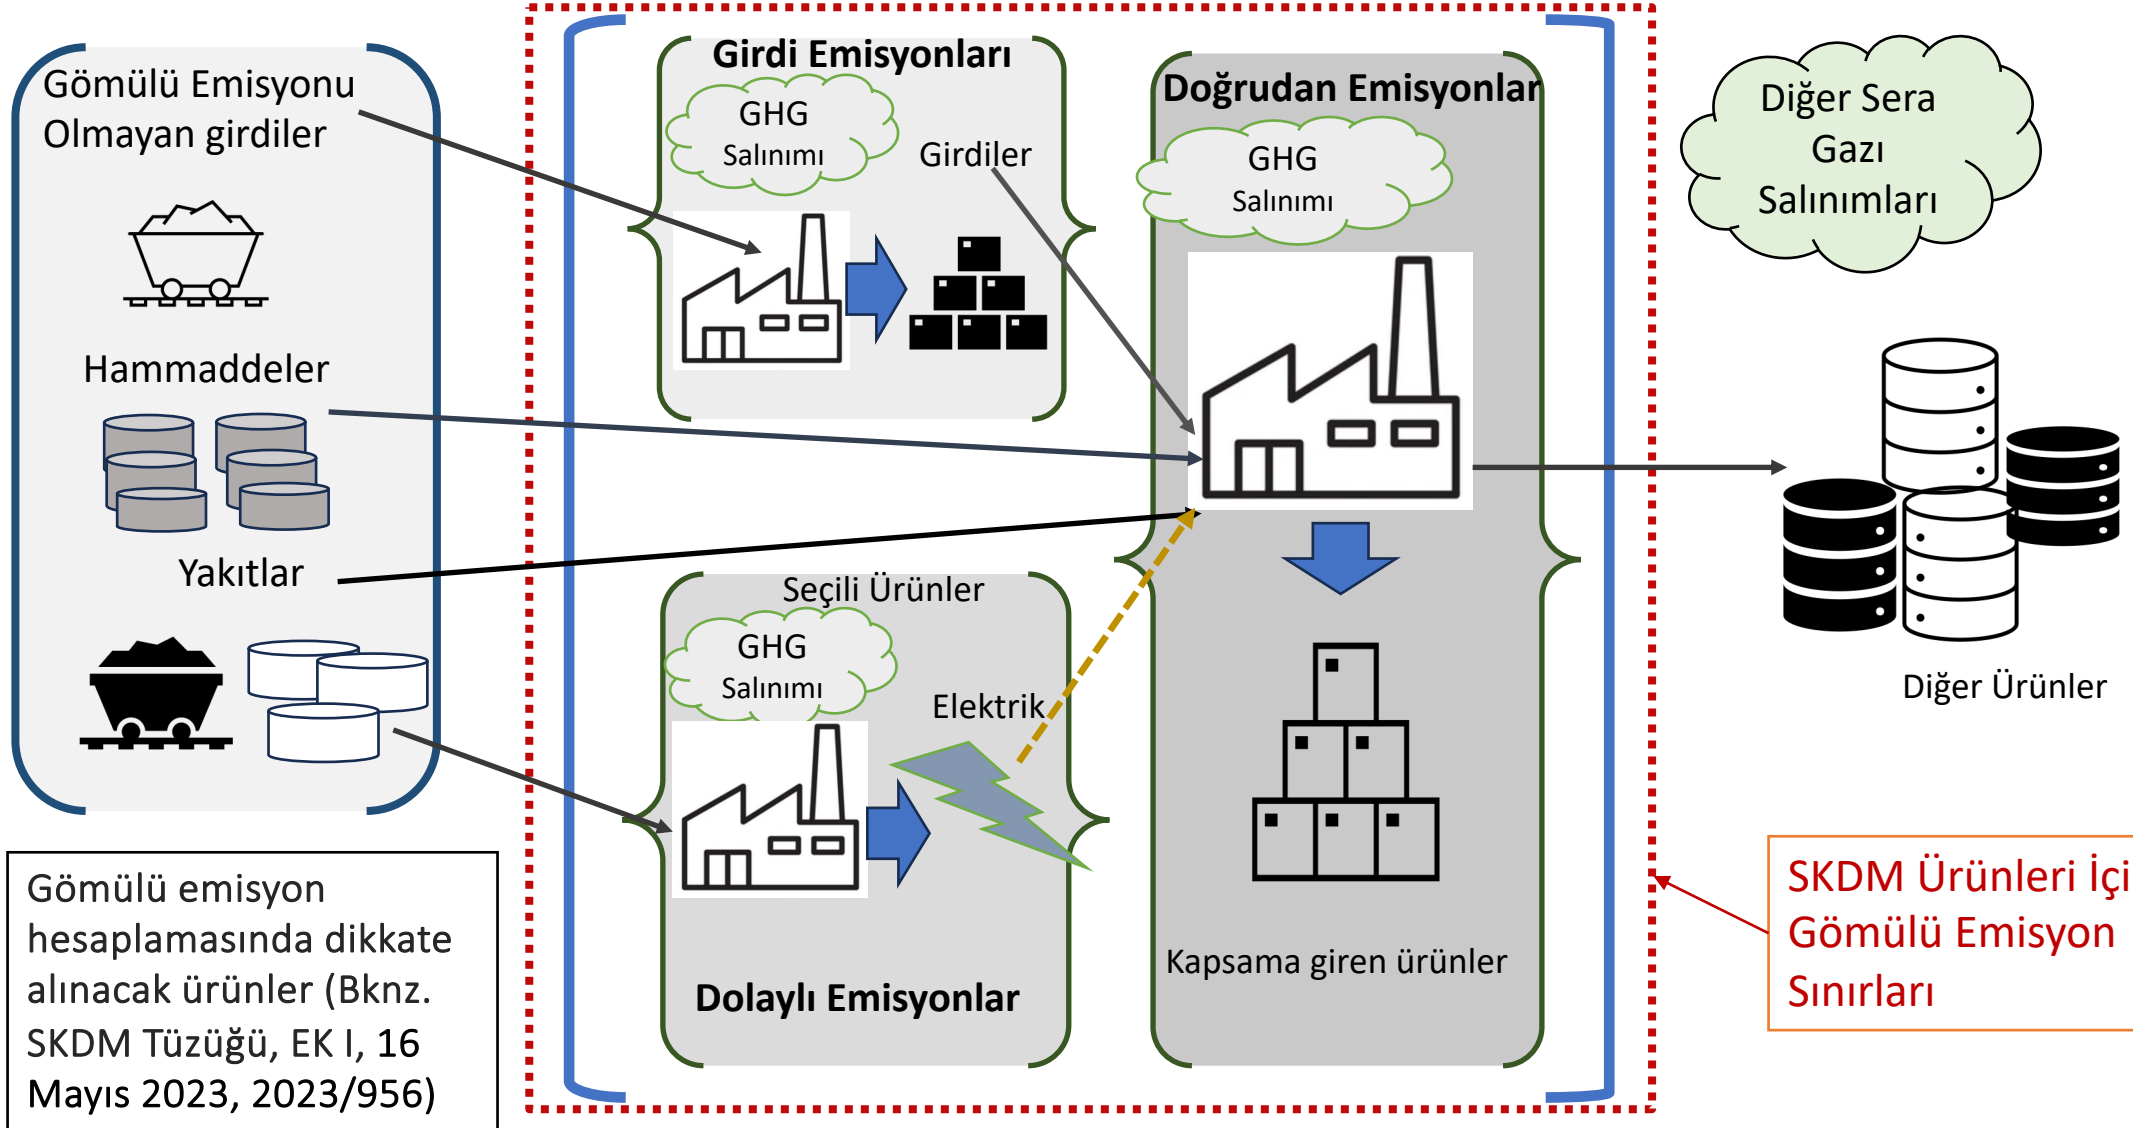 Gömülü Emisyonu
Olmayan girdiler
Hammaddeler
Yakıtlar
Gömülü emisyon
hesaplamasında dikkate
alınacak ürünler (Bknz.
SKDM Tüzüğü, EK I, 16
Mayıs 2023, 2023/956)
Girdi Emisyonları
GHG
Salınımı
Girdiler
Seçili Ürünler
GHG
Salınımı
Elektrik
Dolaylı Emisyonlar
Doğrudan Emisyonlar
GHG
Salınımı
Kapsama giren ürünler
Diğer Sera
Gazı
Salınımları
Diğer Ürünler
SKDM Ürünleri İçi
Gömülü Emisyon
Sınırları